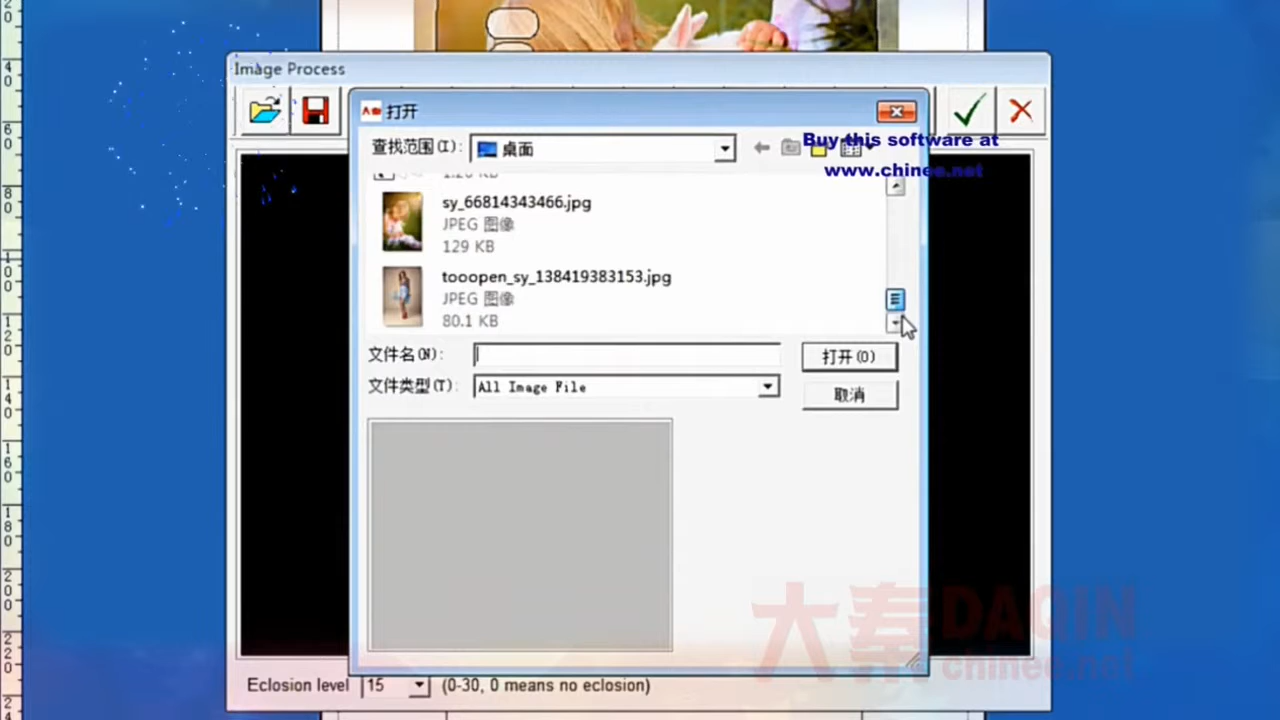 Image Process
打开
查找范围(I):
桌面
Buy this software at
www.chinee.net
sy_66814343466.jpg
JPEG 图像
129 KB
tooopen_sy_138419383153.jpg
JPEG 图像
80.1 KB
文件名(N):
打开(O)
文件类型(T):
All Image File
取消
大秦 DAQIN
chinee.net
Eclosion level
15
(0-30, 0 means no eclosion)